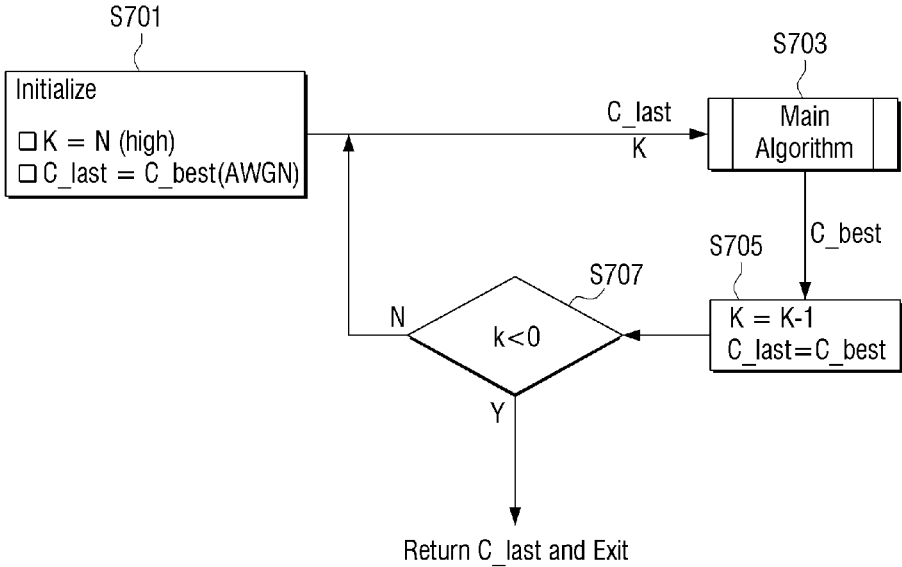 S701
Initialize
❑ K = N (high)
❑ C_last = C_best(AWGN)
C_last
K
S703
Main
Algorithm
C_best
S705
K = K-1
C_last=C_best
S707
k<0
N
Y
Return C_last and Exit